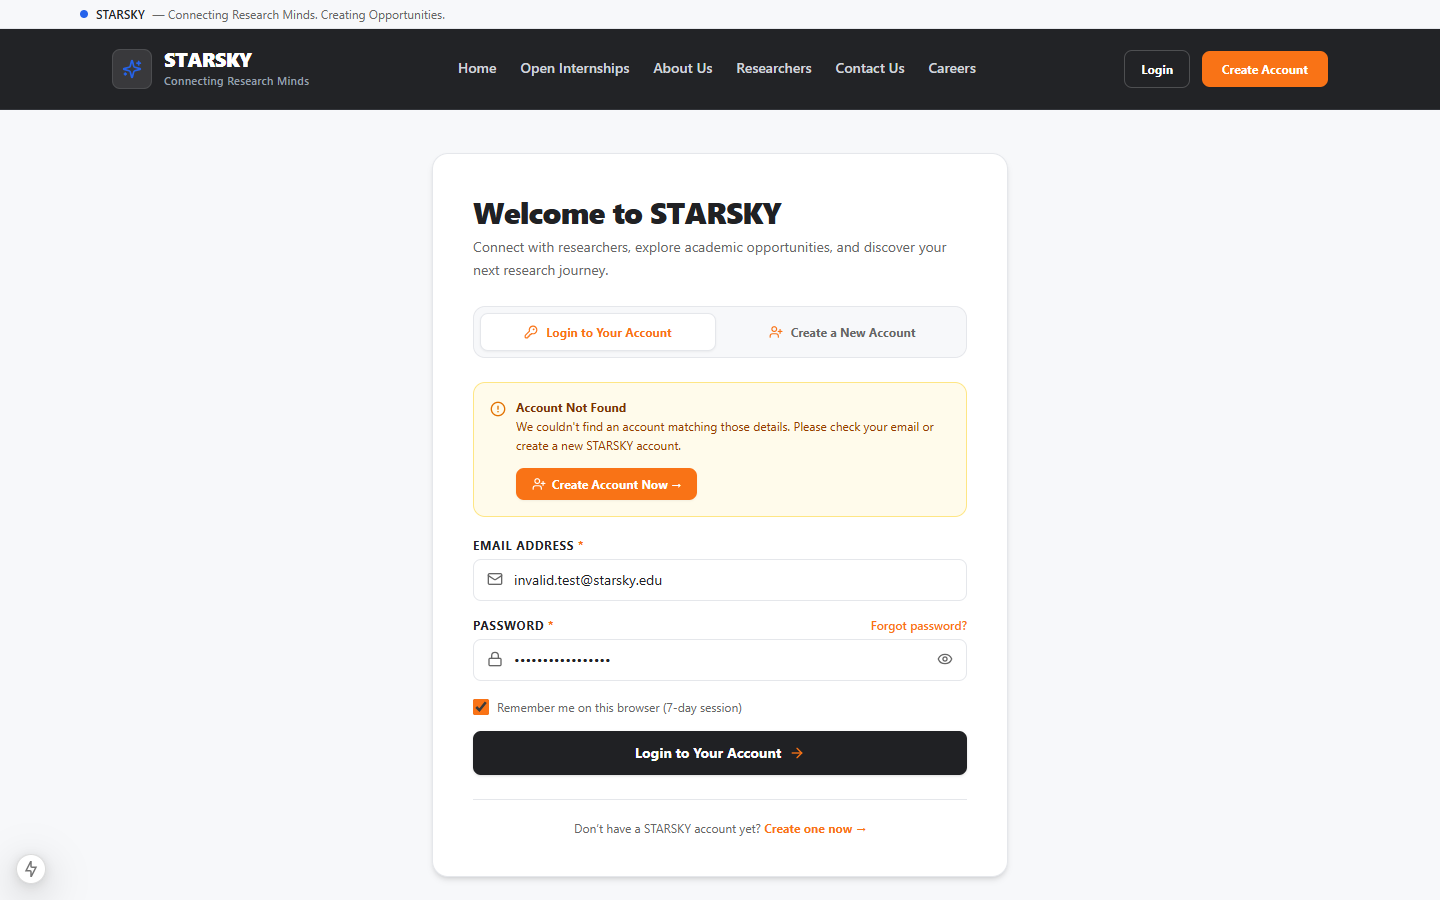 STARSKY — Connecting Research Minds. Creating Opportunities.
STARSKY
Connecting Research Minds
Home
Open Internships
About Us
Researchers
Contact Us
Careers
Login
Create Account
Welcome to STARSKY
Connect with researchers, explore academic opportunities, and discover your
next research journey.
Login to Your Account
Create a New Account
Account Not Found
We couldn't find an account matching those details. Please check your email or
create a new STARSKY account.
Create Account Now →
EMAIL ADDRESS *
invalid.test@starsky.edu
PASSWORD *
Forgot password?
•••••••••••••••••
Remember me on this browser (7-day session)
Login to Your Account →
Don't have a STARSKY account yet? Create one now →